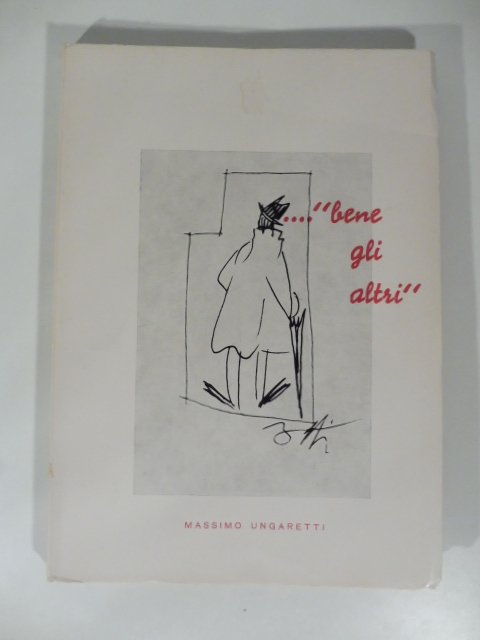 ...."bene
gli
altri"
MASSIMO UNGARETTI